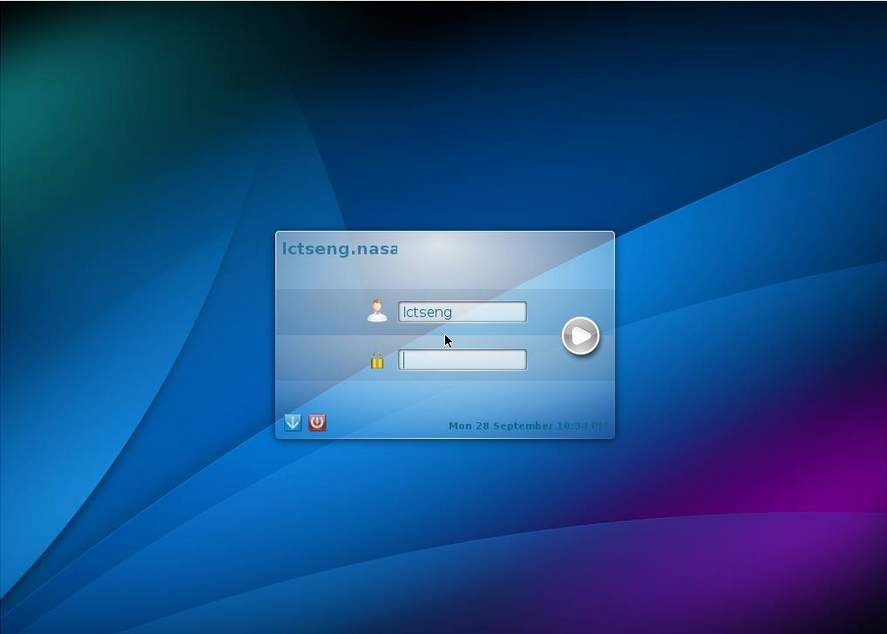 lctseng.nasa
lctseng
Mon 28 September 10:34 PM